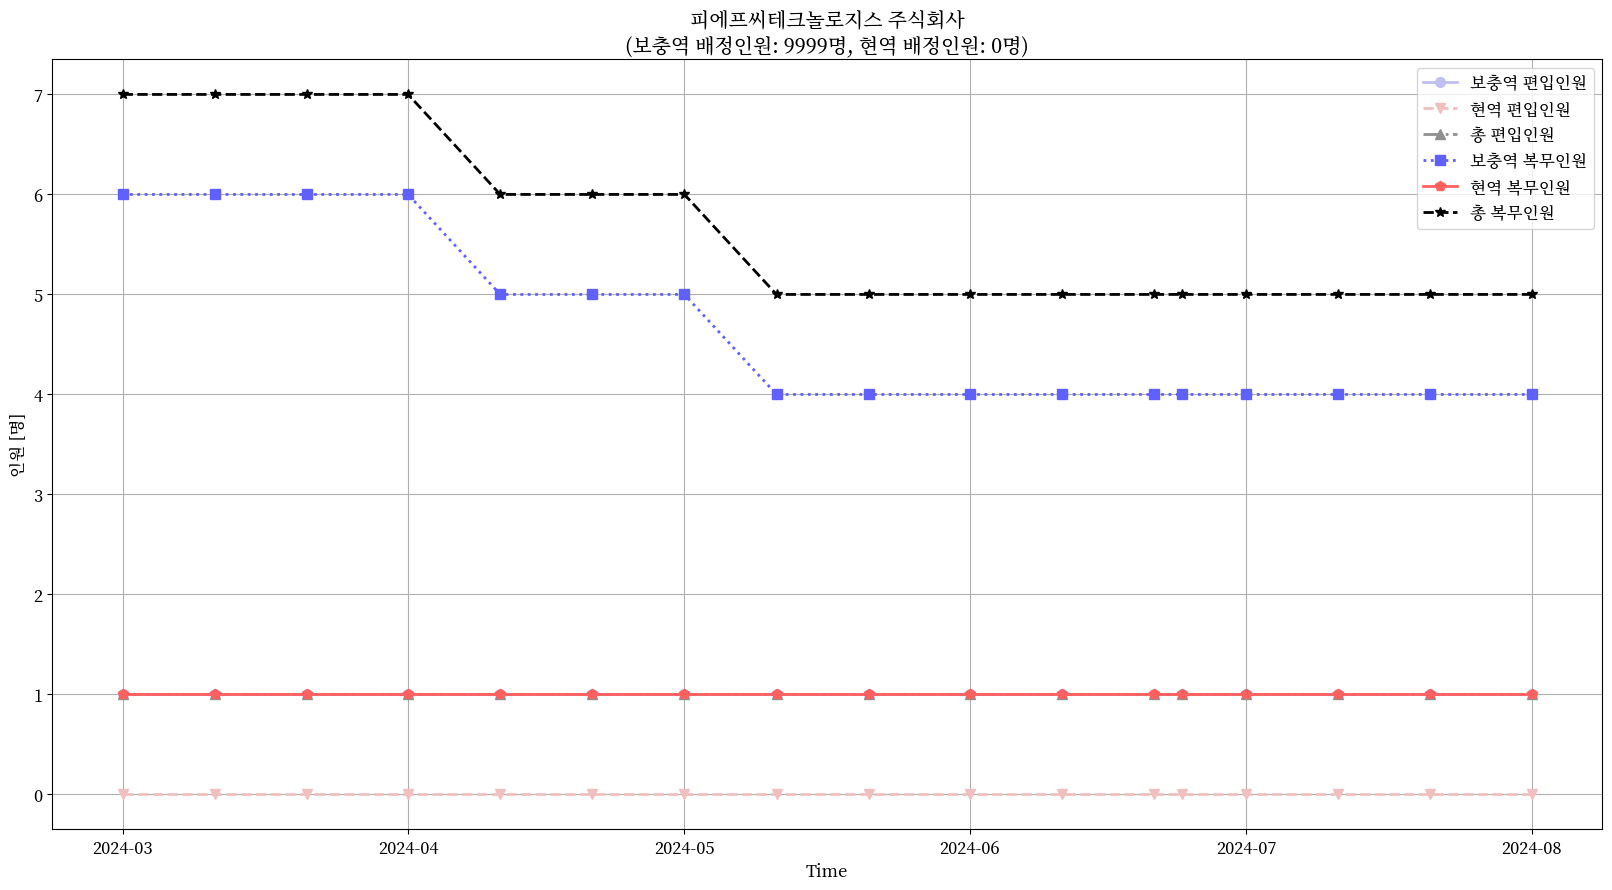 피에프씨테크놀로지스 주식회사
(보충역 배정인원: 9999명, 현역 배정인원: 0명)
보충역 편입인원
현역 편입인원
총 편입인원
보충역 복무인원
현역 복무인원
총 복무인원
인원 [명]
7
6
5
4
3
2
1
0
2024-03
2024-04
2024-05
2024-06
2024-07
2024-08
Time